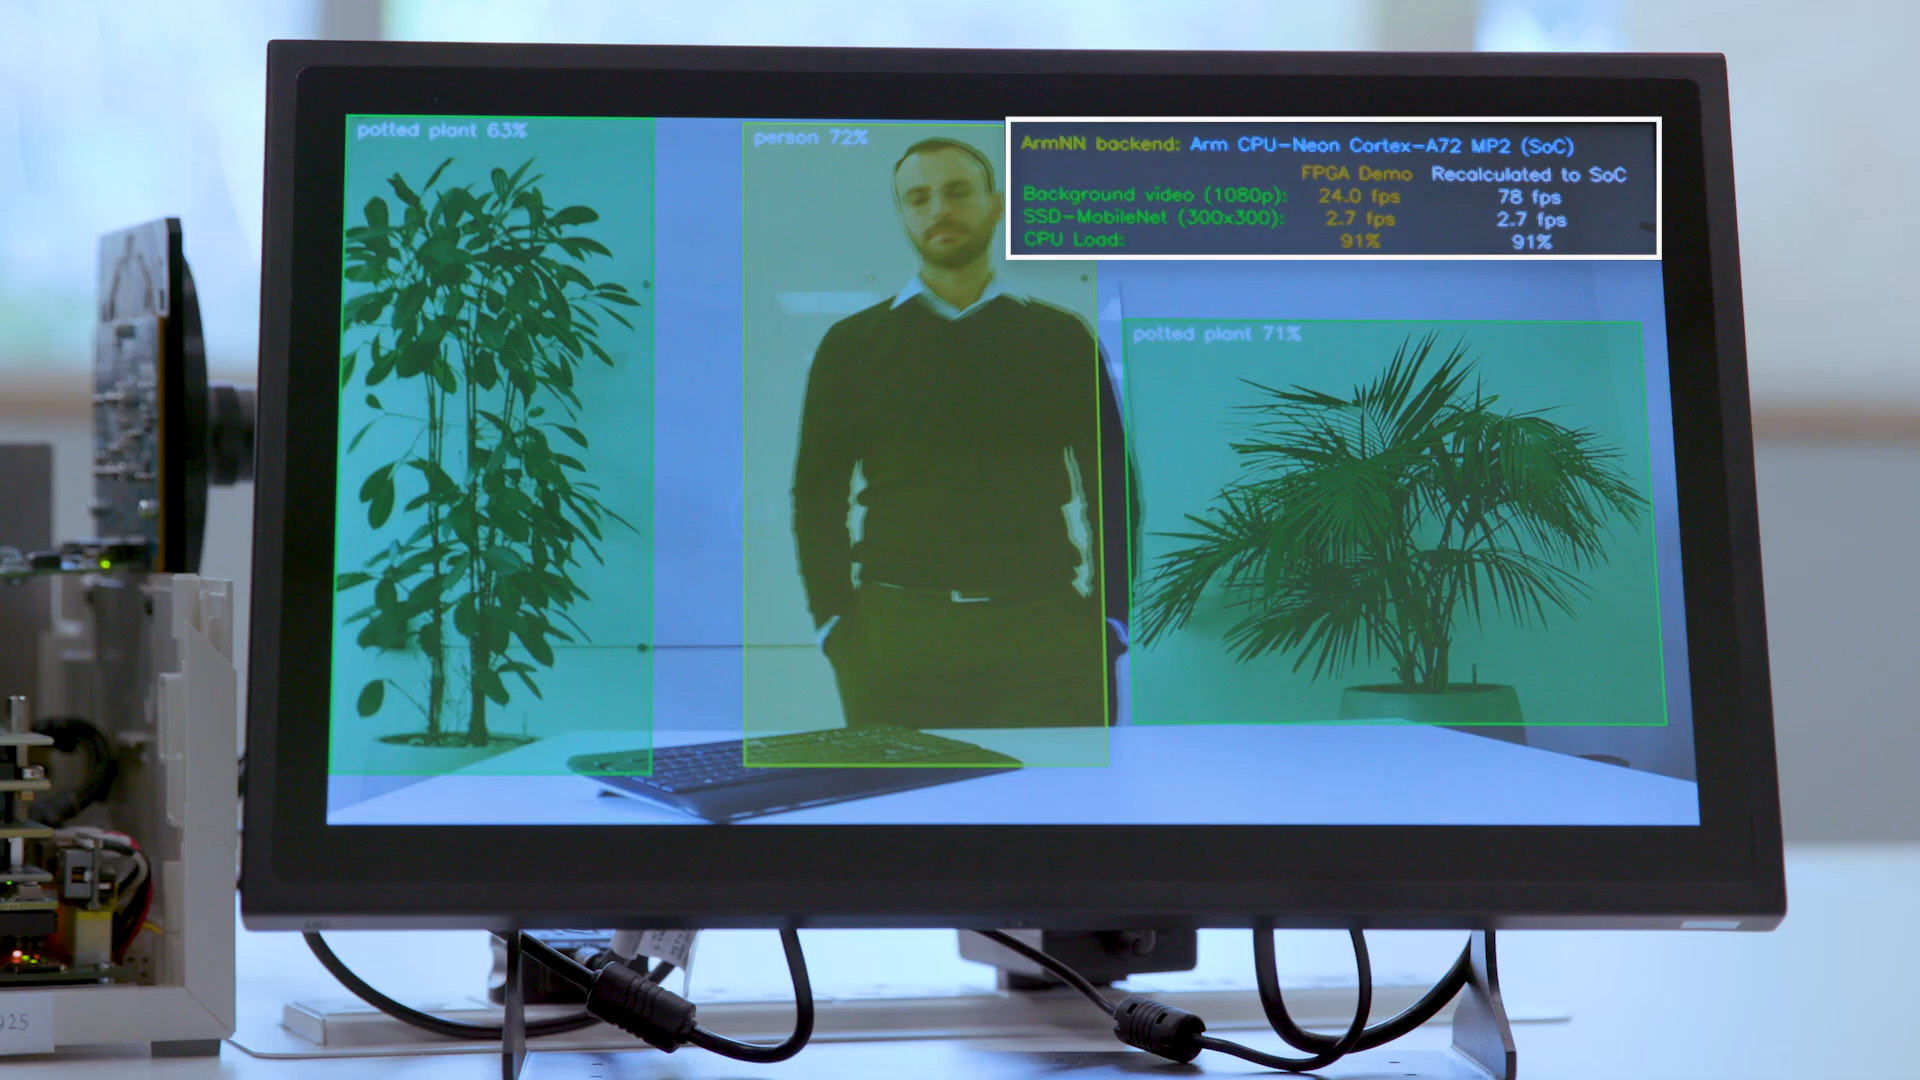 potted plant 63%
person 72%
ArmNN backend: Arm CPU-Neon Cortex-A72 MP2 (SoC)
FPGA Demo Recalculated to SoC
Background video (1080p): 24.0 fps 78 fps
SSD-MobileNet (300x300): 2.7 fps 2.7 fps
CPU Load: 91% 91%
potted plant 71%
925